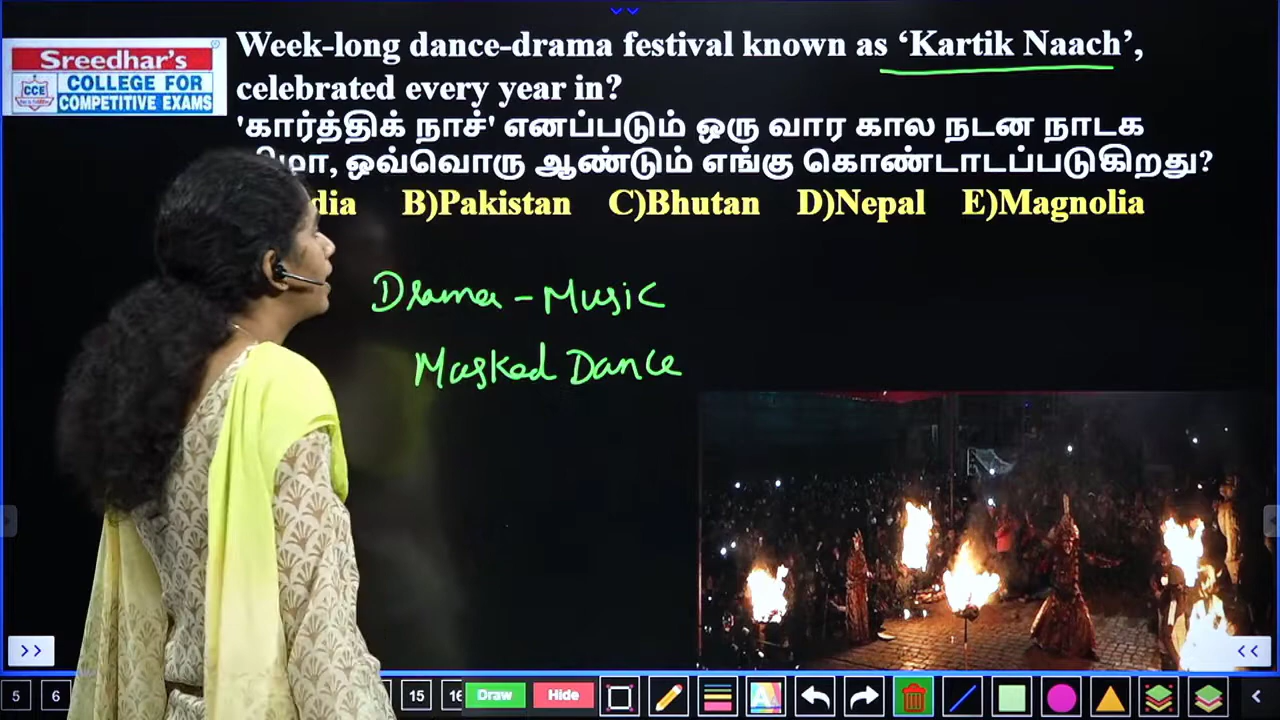 Sreedhar's
CCE
COLLEGE FOR
COMPETITIVE EXAMS
Week-long dance-drama festival known as ‘Kartik Naach’,
celebrated every year in?
'கார்த்திக் நாச்' எனப்படும் ஒரு வார கால நடன நாடக
ஒவ்வொரு ஆண்டும் எங்கு கொண்டாடப்படுகிறது?
B)Pakistan C)Bhutan D)Nepal E)Magnolia
Drama - Music
Masked Dance
>> <<
5 6 15 Draw Hide